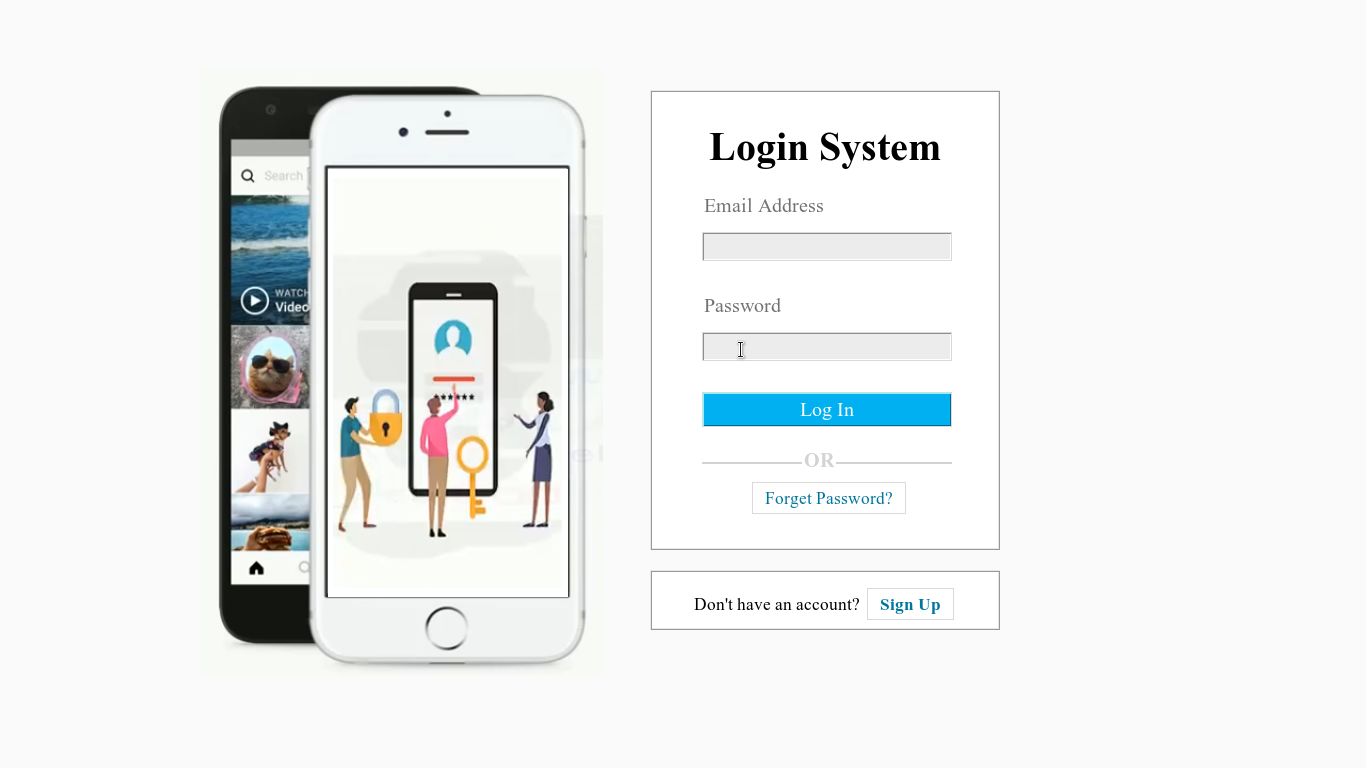 Search
WATCH
Video
******
Login System
Email Address
Password
Log In
OR
Forget Password?
Don't have an account? Sign Up